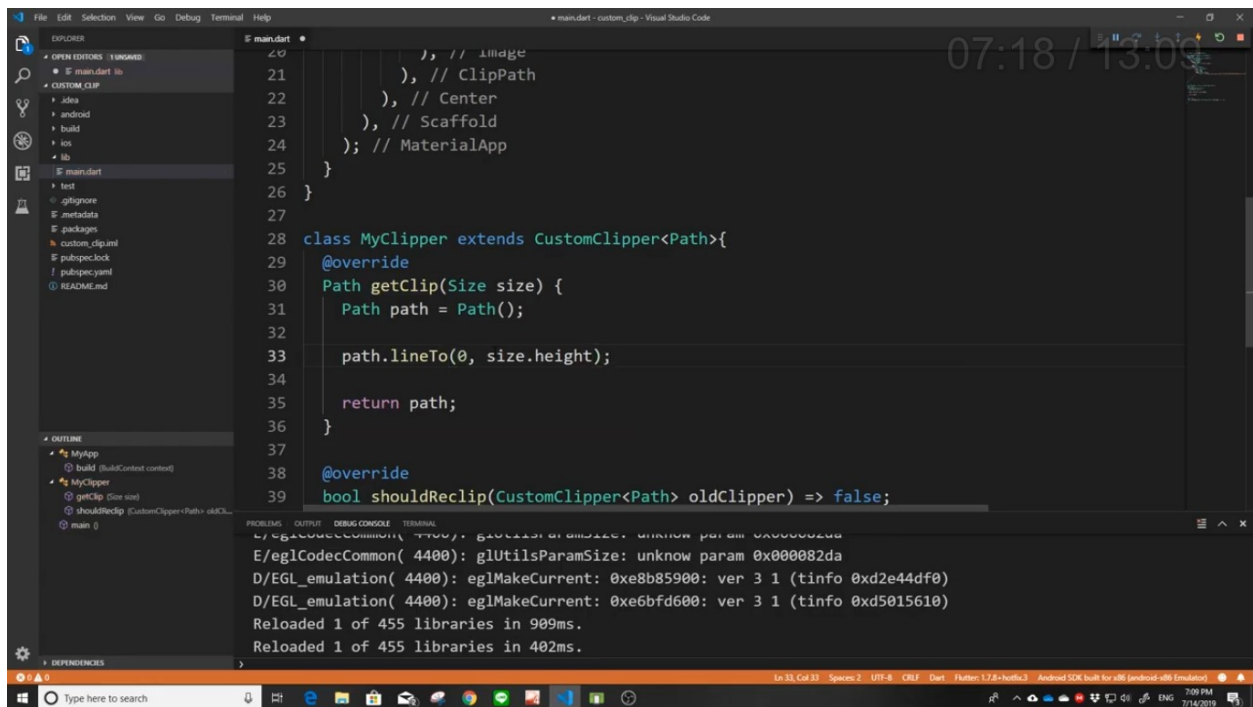 File Edit Selection View Go Debug Terminal Help
● main.dart - custom_clip - Visual Studio Code
07:18 / 13:09
EXPLORER
OPEN EDITORS 1 UNSAVED
main.dart lib
CUSTOM_CLIP
.idea
android
build
ios
lib
main.dart
test
.gitignore
.metadata
.packages
custom_clip.iml
pubspec.lock
pubspec.yaml
README.md
OUTLINE
MyApp
build (BuildContext context)
MyClipper
getClip (Size size)
shouldReclip (CustomClipper<Path> oldCli...
main ()
DEPENDENCIES
main.dart ●
20 ), // Image
21 ), // ClipPath
22 ), // Center
23 ), // Scaffold
24 ); // MaterialApp
25 }
26 }
27
28 class MyClipper extends CustomClipper<Path>{
29 @override
30 Path getClip(Size size) {
31 Path path = Path();
32
33 path.lineTo(0, size.height);
34
35 return path;
36 }
37
38 @override
39 bool shouldReclip(CustomClipper<Path> oldClipper) => false;
PROBLEMS OUTPUT DEBUG CONSOLE TERMINAL
E/eglCodecCommon( 4400): glUtilsParamSize: unknow param 0x000082da
E/eglCodecCommon( 4400): glUtilsParamSize: unknow param 0x000082da
D/EGL_emulation( 4400): eglMakeCurrent: 0xe8b85900: ver 3 1 (tinfo 0xd2e44df0)
D/EGL_emulation( 4400): eglMakeCurrent: 0xe6bfd600: ver 3 1 (tinfo 0xd5015610)
Reloaded 1 of 455 libraries in 909ms.
Reloaded 1 of 455 libraries in 402ms.
0 0
Ln 33, Col 33 Spaces: 2 UTF-8 CRLF Dart Flutter: 1.7.8+hotfix.3 Android SDK built for x86 (android-x86 Emulator)
Type here to search
ENG
7:09 PM
7/14/2019